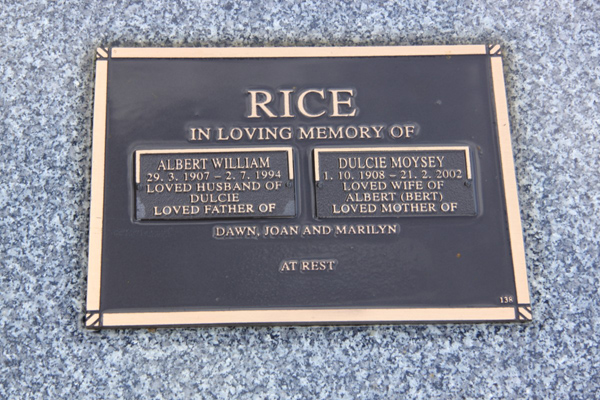 RICE
IN LOVING MEMORY OF
ALBERT WILLIAM
29. 3. 1907 – 2. 7. 1994
LOVED HUSBAND OF
DULCIE
LOVED FATHER OF
DULCIE MOYSEY
1. 10. 1908 – 21. 2. 2002
LOVED WIFE OF
ALBERT (BERT)
LOVED MOTHER OF
DAWN, JOAN AND MARILYN
AT REST
138